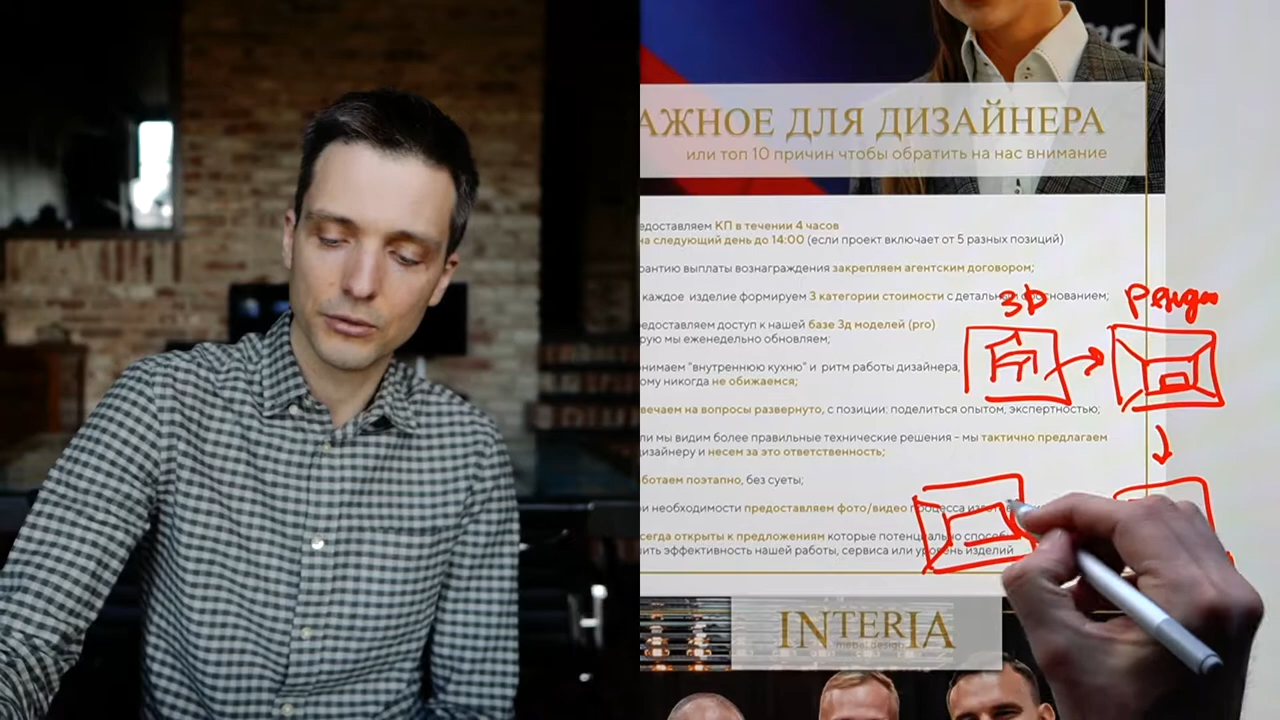 АЖНОЕ ДЛЯ ДИЗАЙНЕРА
или топ 10 причин чтобы обратить на нас внимание
едоставляем КП в течении 4 часов
на следующий день до 14:00 (если проект включает от 5 разных позиций)
рантию выплаты вознаграждения закрепляем агентским договором;
каждое изделие формируем 3 категории стоимости с
3D
едоставляем доступ к нашей базе 3д моделей (pro)
рую мы еженедельно обновляем;
нимаем "внутреннюю кухню" и ритм работы дизайнера,
ому никогда не обижаемся;
вечаем на вопросы развернуто, с позиции: поделиться опытом, экспертностью;
ли мы видим более правильные технические решения – мы тактично предлагаем
дизайнеру и несем за это ответственность;
ботаем поэтапно, без суеты;
и необходимости предоставляем фото/видео
сегда открыты к предложениям которые
ить эффективность нашей работы, сервиса или уровень изделий
INTERIA
mebel design